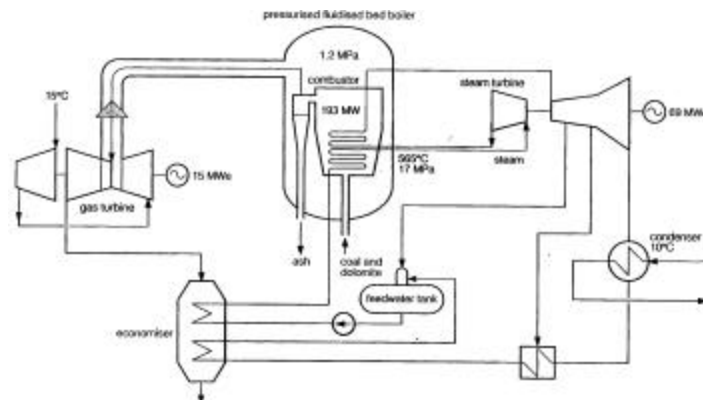 pressurised fluidised bed boiler
1.2 MPa
combustor
193 MW
15°C
steam turbine
69 MWe
565°C
17 MPa
steam
15 MWe
gas turbine
condenser
10°C
ash
coal and
dolomite
feedwater tank
economiser